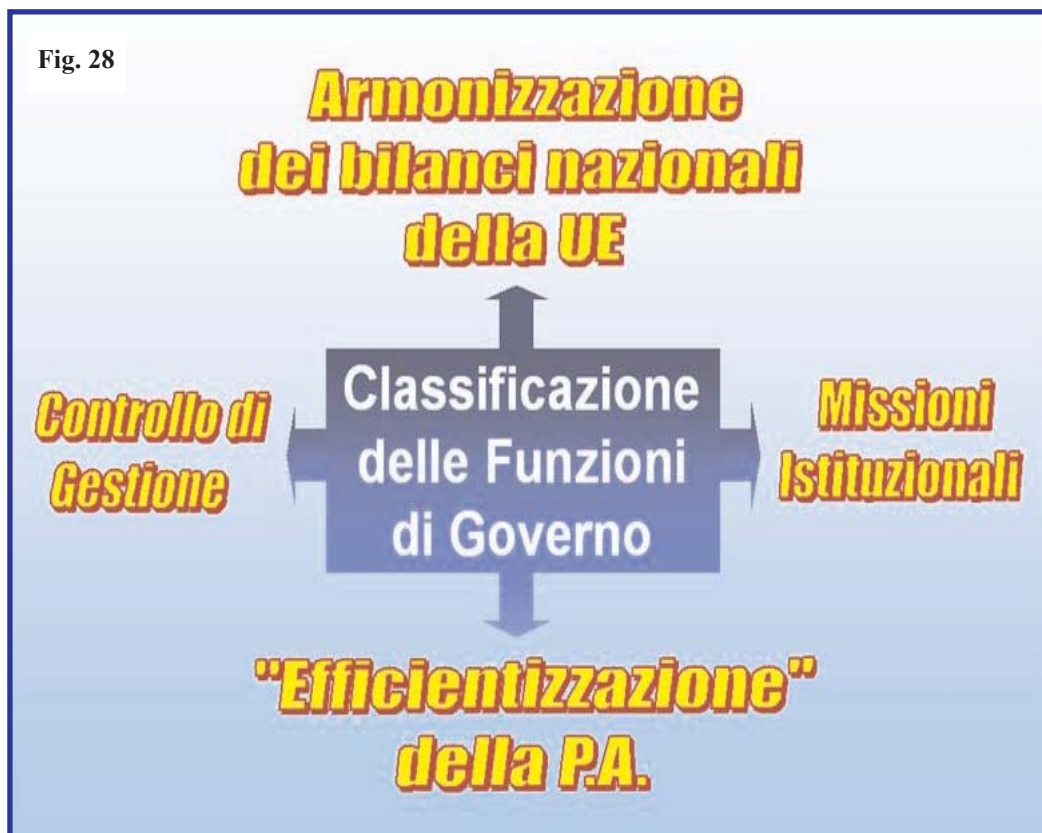 Fig. 28
Armonizzazione
dei bilanci nazionali
della UE
Controllo di
Gestione
Classificazione
delle Funzioni
di Governo
Missioni
Istituzionali
"Efficientizzazione"
della P.A.